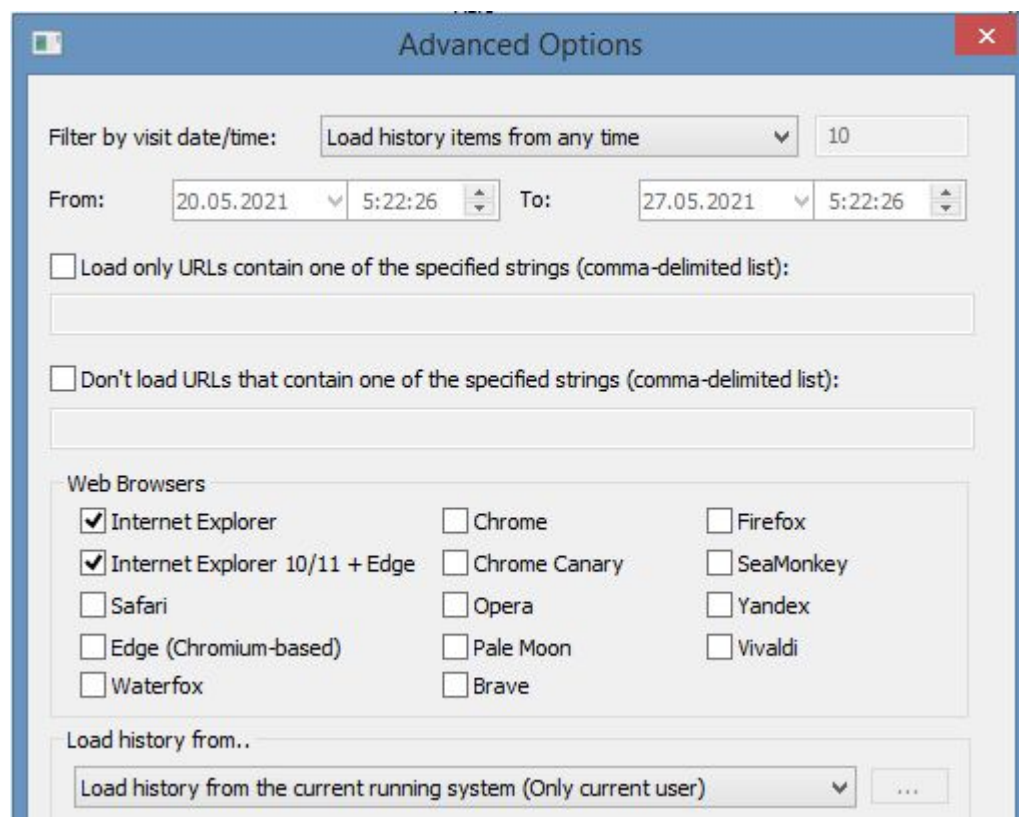 Advanced Options
Filter by visit date/time: Load history items from any time 10
From: 20.05.2021 5:22:26 To: 27.05.2021 5:22:26
Load only URLs contain one of the specified strings (comma-delimited list):
Don't load URLs that contain one of the specified strings (comma-delimited list):
Web Browsers
Internet Explorer Chrome Firefox
Internet Explorer 10/11 + Edge Chrome Canary SeaMonkey
Safari Opera Yandex
Edge (Chromium-based) Pale Moon Vivaldi
Waterfox Brave
Load history from..
Load history from the current running system (Only current user) ...